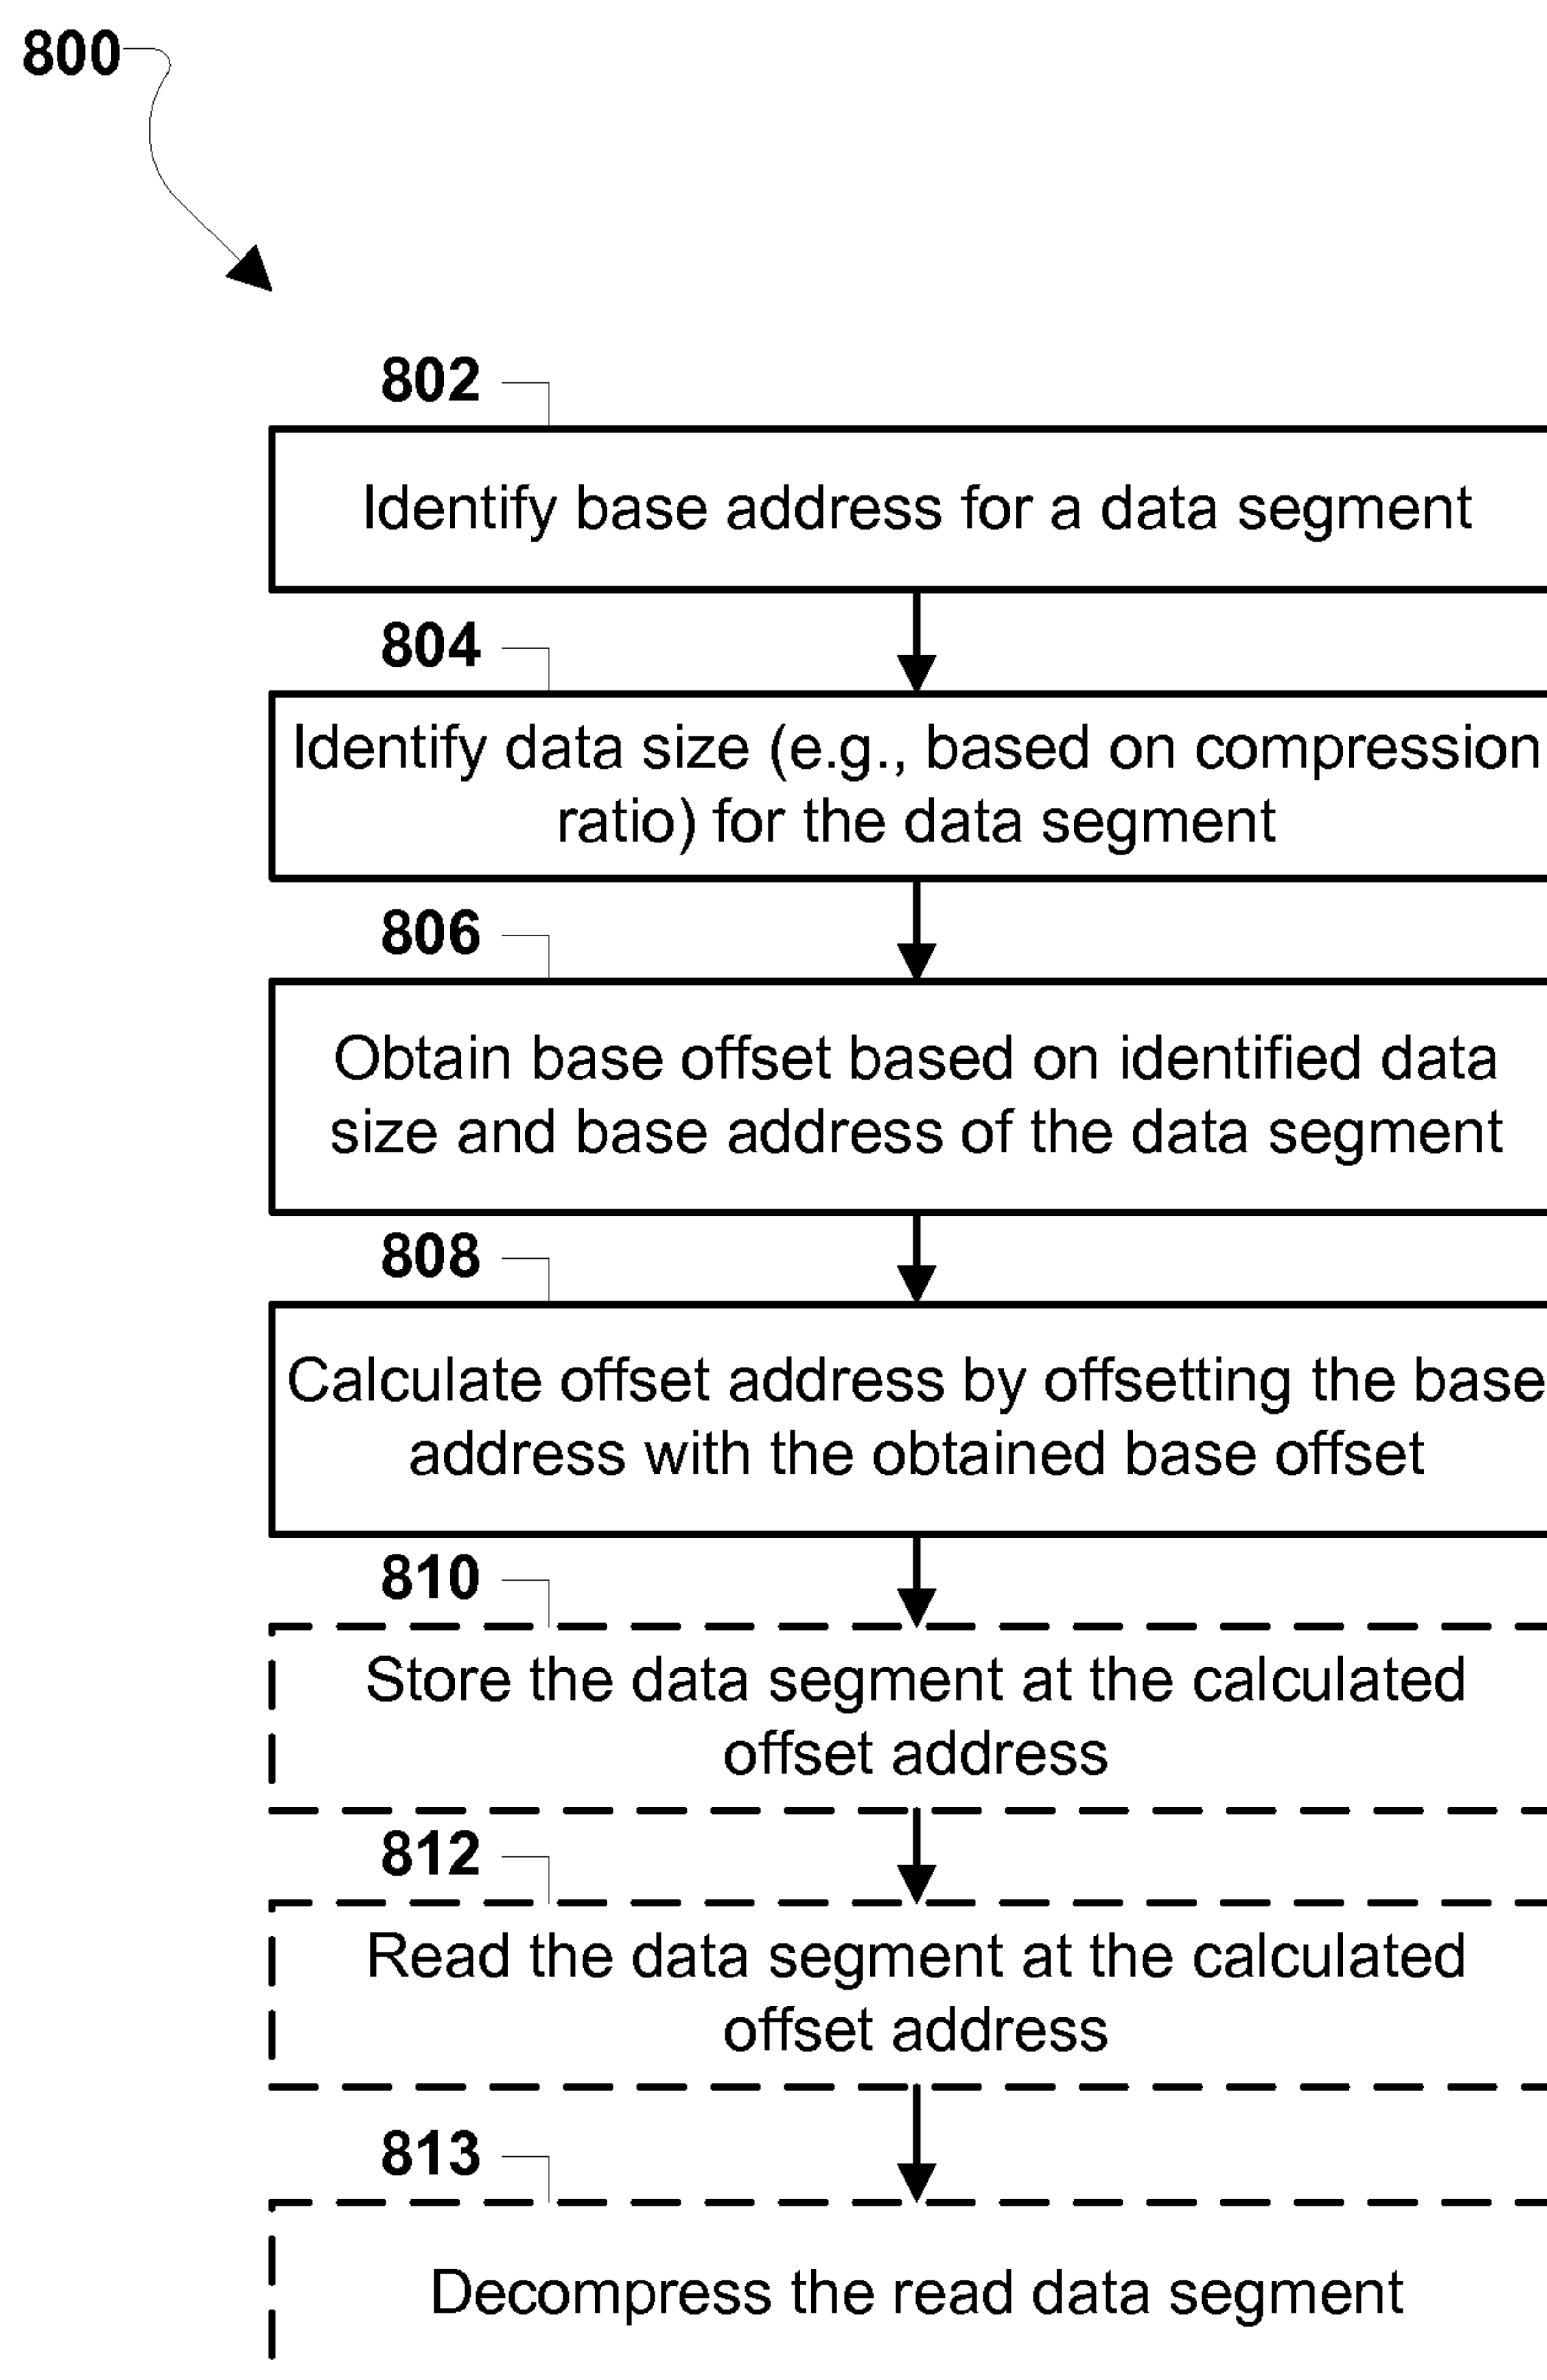 800
802
Identify base address for a data segment
804
Identify data size (e.g., based on compression
ratio) for the data segment
806
Obtain base offset based on identified data
size and base address of the data segment
808
Calculate offset address by offsetting the base
address with the obtained base offset
810
Store the data segment at the calculated
offset address
812
Read the data segment at the calculated
offset address
813
Decompress the read data segment